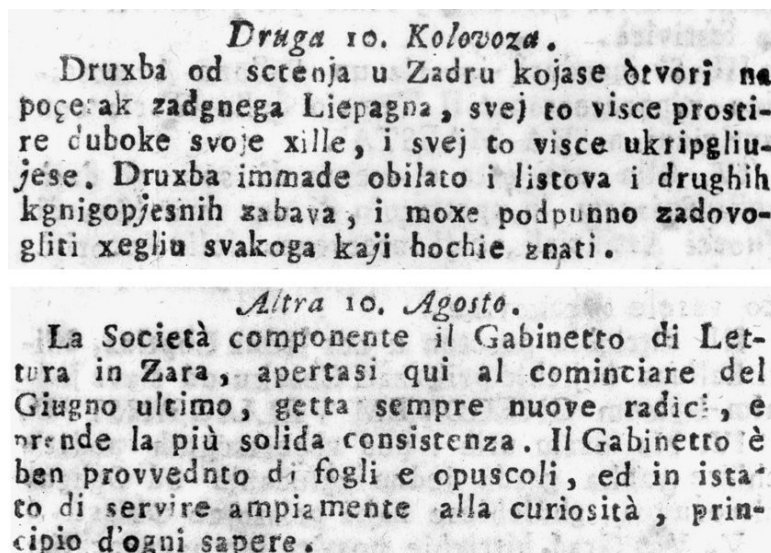 Druga 10. Kolovoza.
Druxba od sctenja u Zadru kojase òtvori na
poçetak zadgnega Liepagna, svej to visce prosti-
re duboke svoje xille, i svej to visce ukripgliu-
jese. Druxba immade obilato i listova i drughih
kgnigopjesnih zabava, i moxe podpunno zadovo-
gliti xegliu svakoga kaji hochie znati.
Altra 10. Agosto.
La Società componente il Gabinetto di Let-
tura in Zara, apertasi qui al cominciare del
Giugno ultimo, getta sempre nuove radici, e
prende la più solida consistenza. Il Gabinetto è
ben provvednto di fogli e opuscoli, ed in ista-
to di servire ampiamente alla curiosità, prin-
cipio d'ogni sapere.